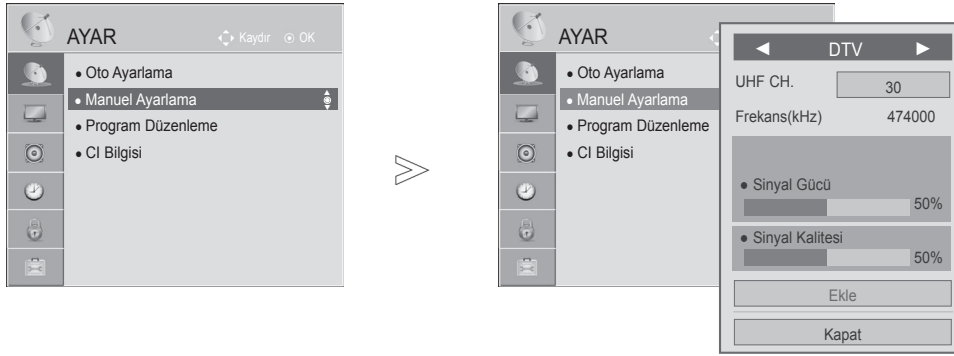 AYAR Kaydır OK
• Oto Ayarlama
• Manuel Ayarlama
• Program Düzenleme
• CI Bilgisi
AYAR
• Oto Ayarlama
• Manuel Ayarlama
• Program Düzenleme
• CI Bilgisi
◄ DTV ►
UHF CH. 30
Frekans(kHz) 474000
• Sinyal Gücü
50%
• Sinyal Kalitesi
50%
Ekle
Kapat